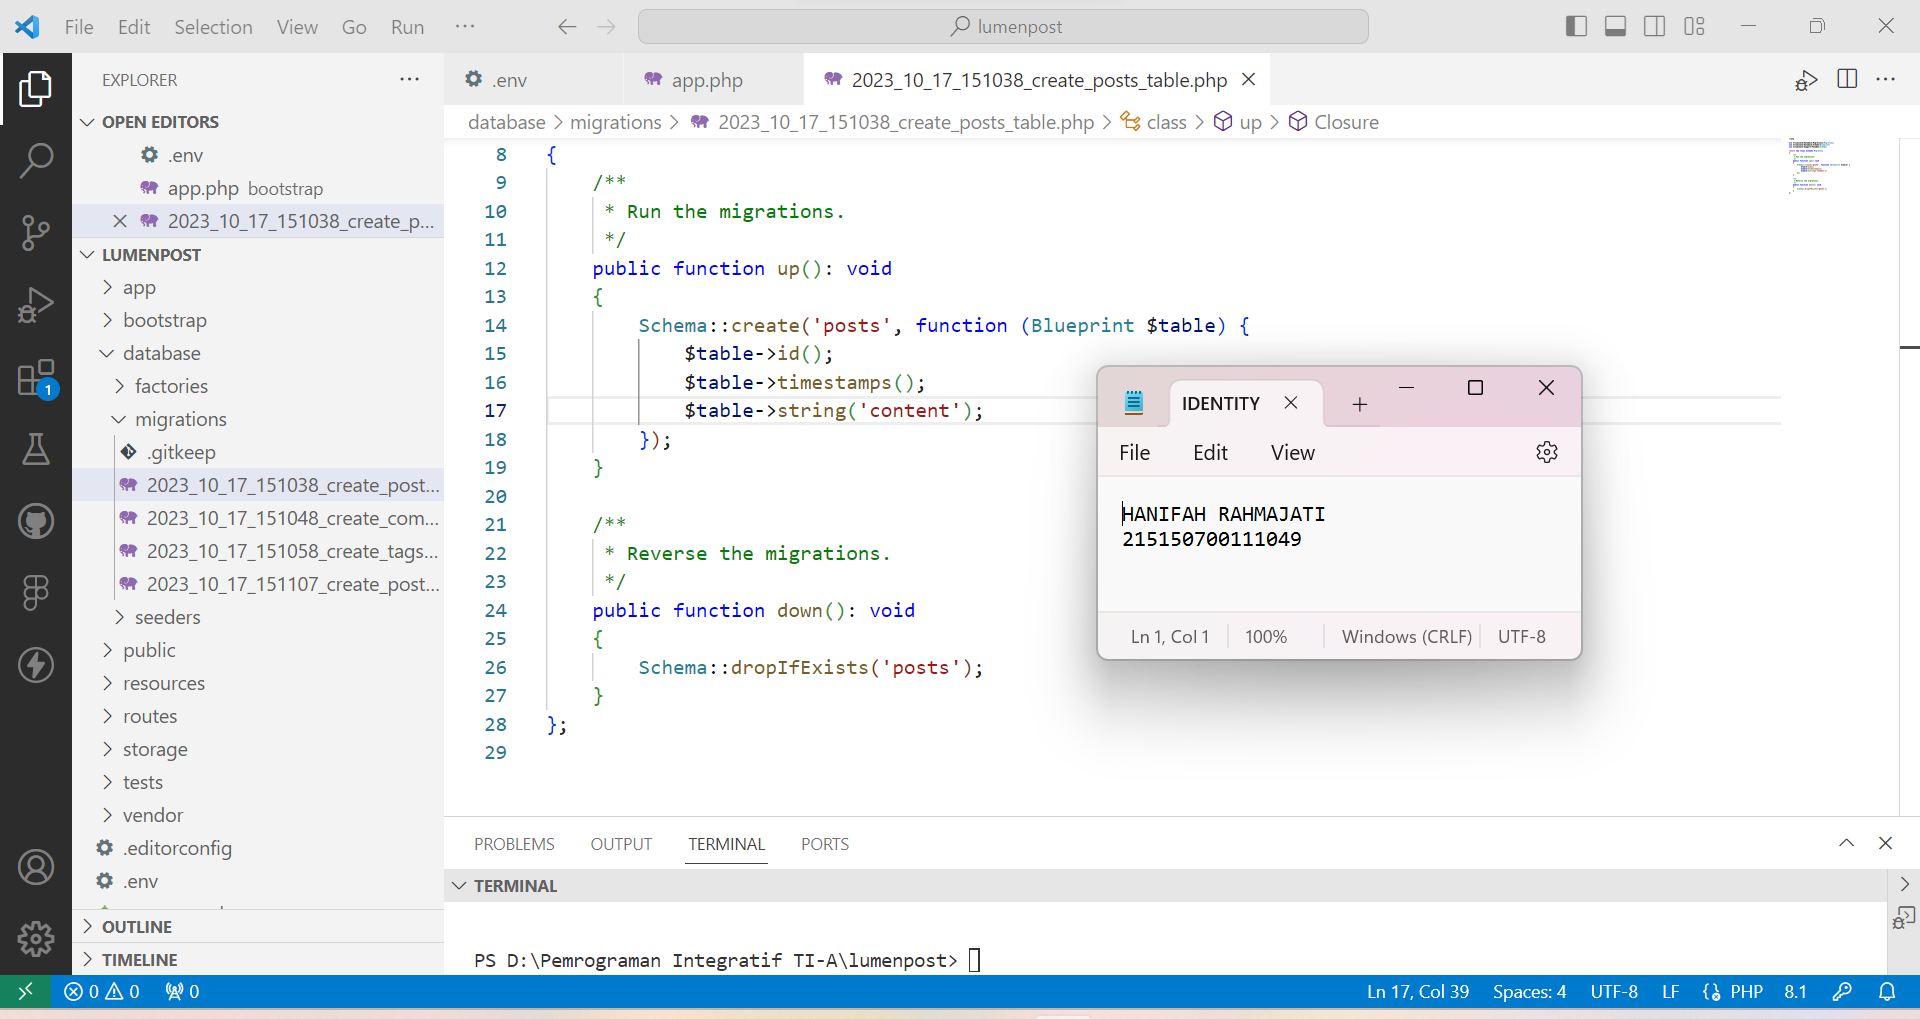 File Edit Selection View Go Run ···
lumenpost
EXPLORER ···
OPEN EDITORS
.env
app.php bootstrap
2023_10_17_151038_create_p...
LUMENPOST
app
bootstrap
database
factories
migrations
.gitkeep
2023_10_17_151038_create_post...
2023_10_17_151048_create_com...
2023_10_17_151058_create_tags...
2023_10_17_151107_create_post...
seeders
public
resources
routes
storage
tests
vendor
.editorconfig
.env
OUTLINE
TIMELINE
1
.env app.php 2023_10_17_151038_create_posts_table.php
database > migrations > 2023_10_17_151038_create_posts_table.php > class > up > Closure
8 {
9 /**
10 * Run the migrations.
11 */
12 public function up(): void
13 {
14 Schema::create('posts', function (Blueprint $table) {
15 $table->id();
16 $table->timestamps();
17 $table->string('content');
18 });
19 }
20
21 /**
22 * Reverse the migrations.
23 */
24 public function down(): void
25 {
26 Schema::dropIfExists('posts');
27 }
28 };
29
IDENTITY
File Edit View
HANIFAH RAHMAJATI
215150700111049
Ln 1, Col 1 100% Windows (CRLF) UTF-8
PROBLEMS OUTPUT TERMINAL PORTS
TERMINAL
PS D:\Pemrograman Integratif TI-A\lumenpost>
0 0 0 Ln 17, Col 39 Spaces: 4 UTF-8 LF PHP 8.1